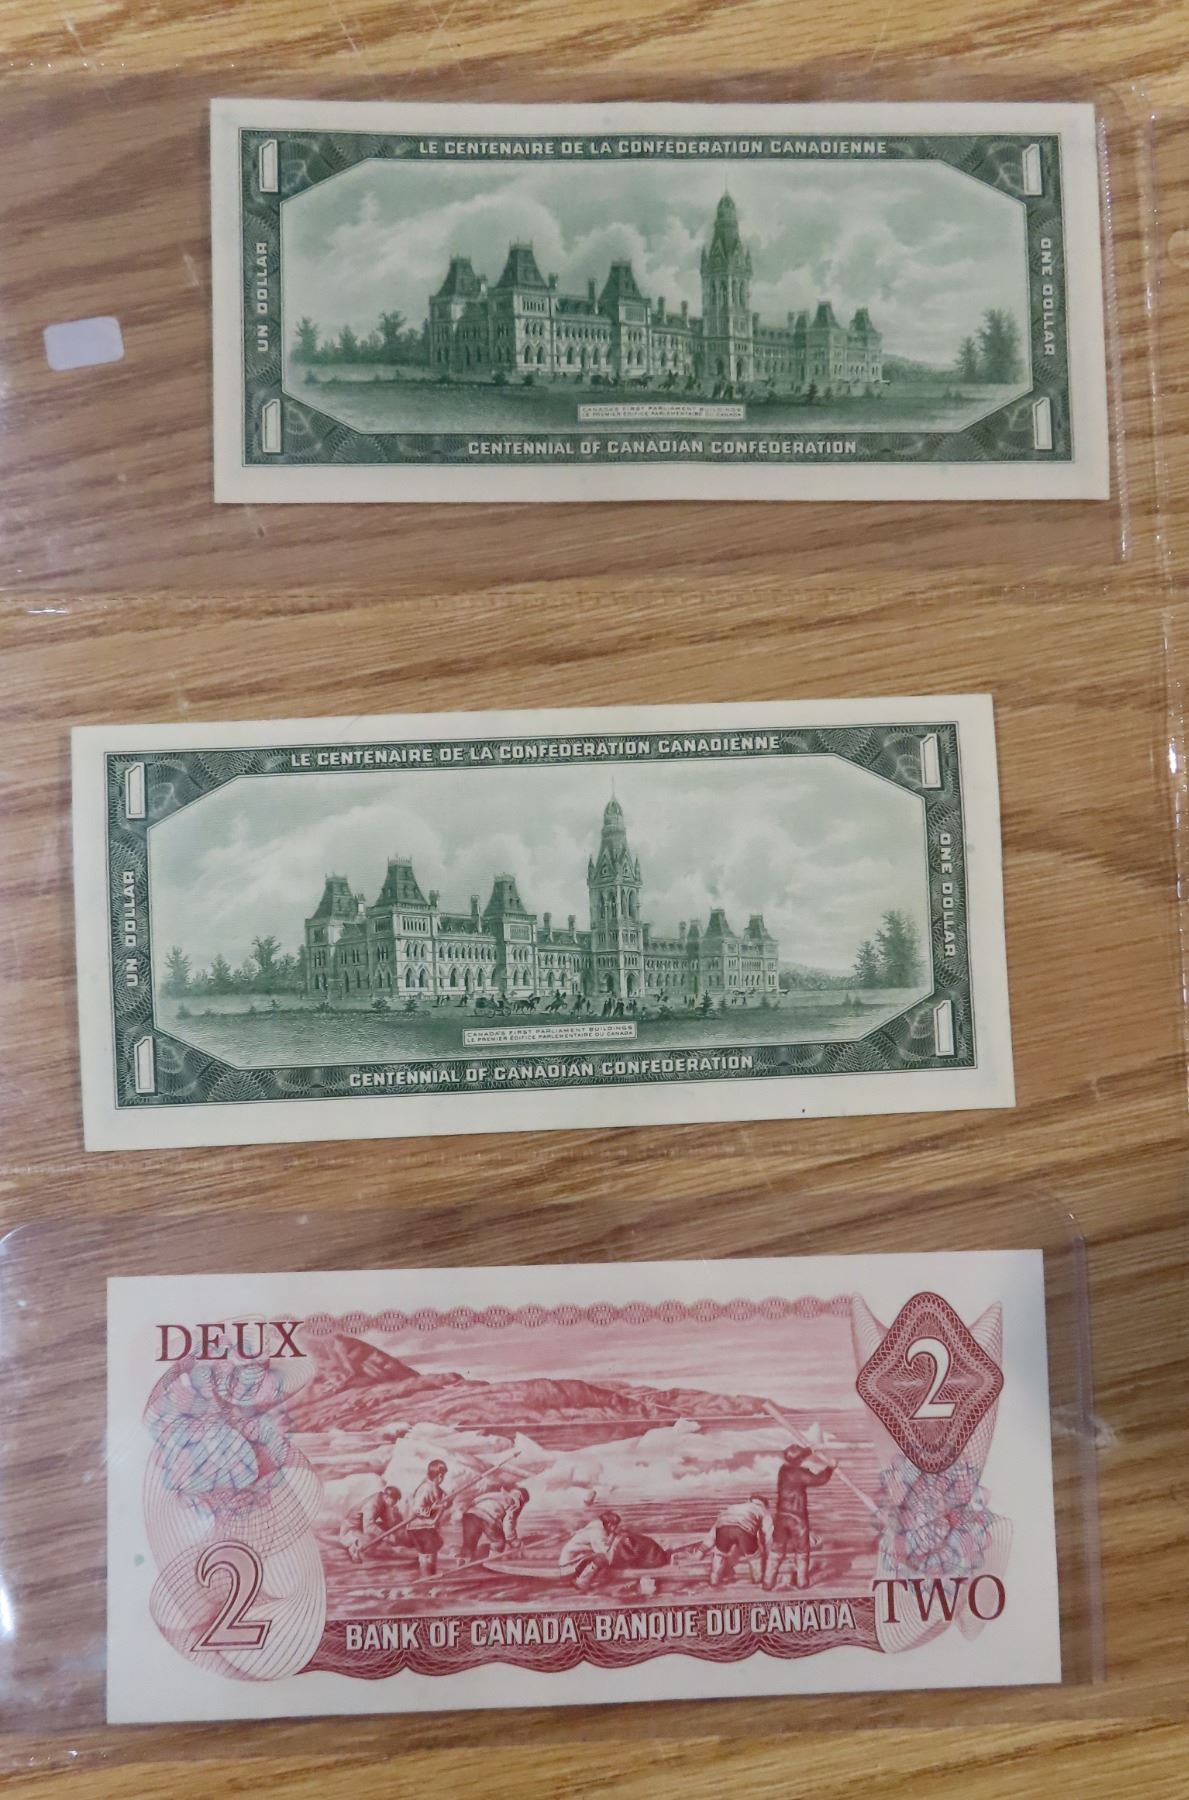 1 LE CENTENAIRE DE LA CONFÉDÉRATION CANADIENNE 1
UN DOLLAR
ONE DOLLAR
CANADA'S FIRST PARLIAMENT BUILDINGS
LE PREMIER ÉDIFICE PARLEMENTAIRE DU CANADA
1 CENTENNIAL OF CANADIAN CONFEDERATION 1
1 LE CENTENAIRE DE LA CONFÉDÉRATION CANADIENNE 1
UN DOLLAR
ONE DOLLAR
CANADA'S FIRST PARLIAMENT BUILDINGS
LE PREMIER ÉDIFICE PARLEMENTAIRE DU CANADA
1 CENTENNIAL OF CANADIAN CONFEDERATION 1
DEUX
2
2
TWO
BANK OF CANADA-BANQUE DU CANADA